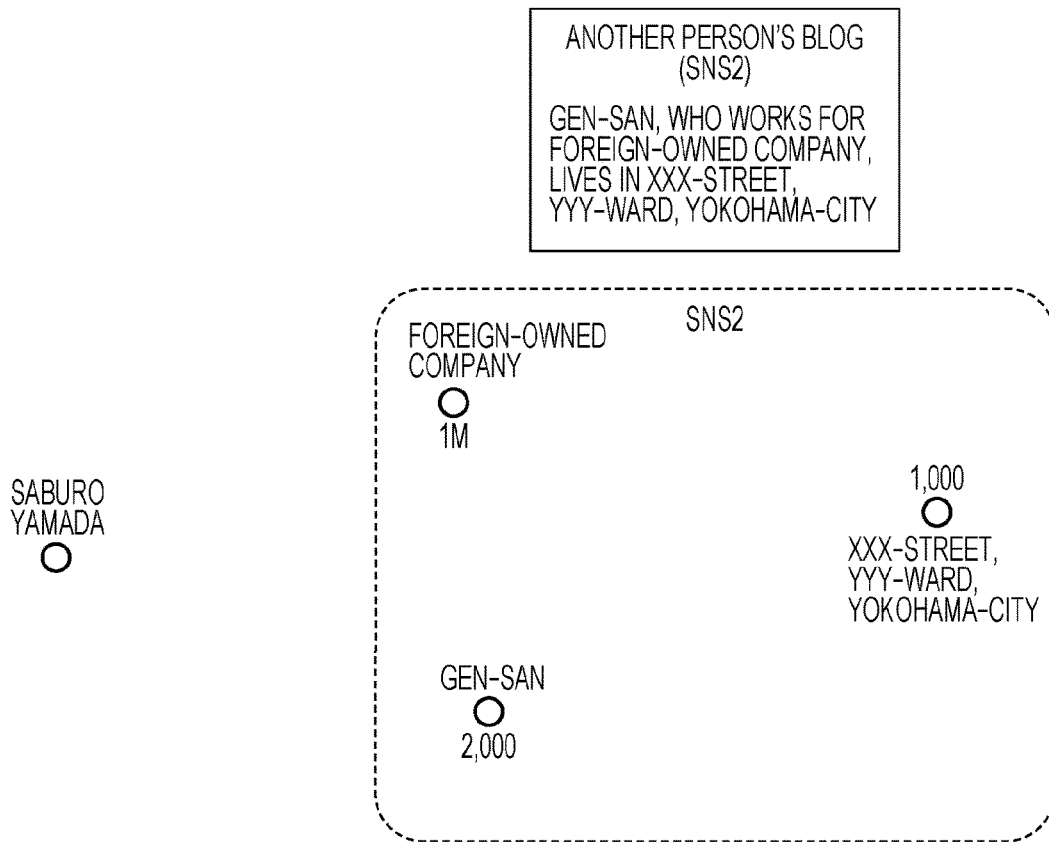 ANOTHER PERSON'S BLOG
(SNS2)
GEN-SAN, WHO WORKS FOR
FOREIGN-OWNED COMPANY,
LIVES IN XXX-STREET,
YYY-WARD, YOKOHAMA-CITY
SNS2
FOREIGN-OWNED
COMPANY
1M
SABURO
YAMADA
1,000
XXX-STREET,
YYY-WARD,
YOKOHAMA-CITY
GEN-SAN
2,000